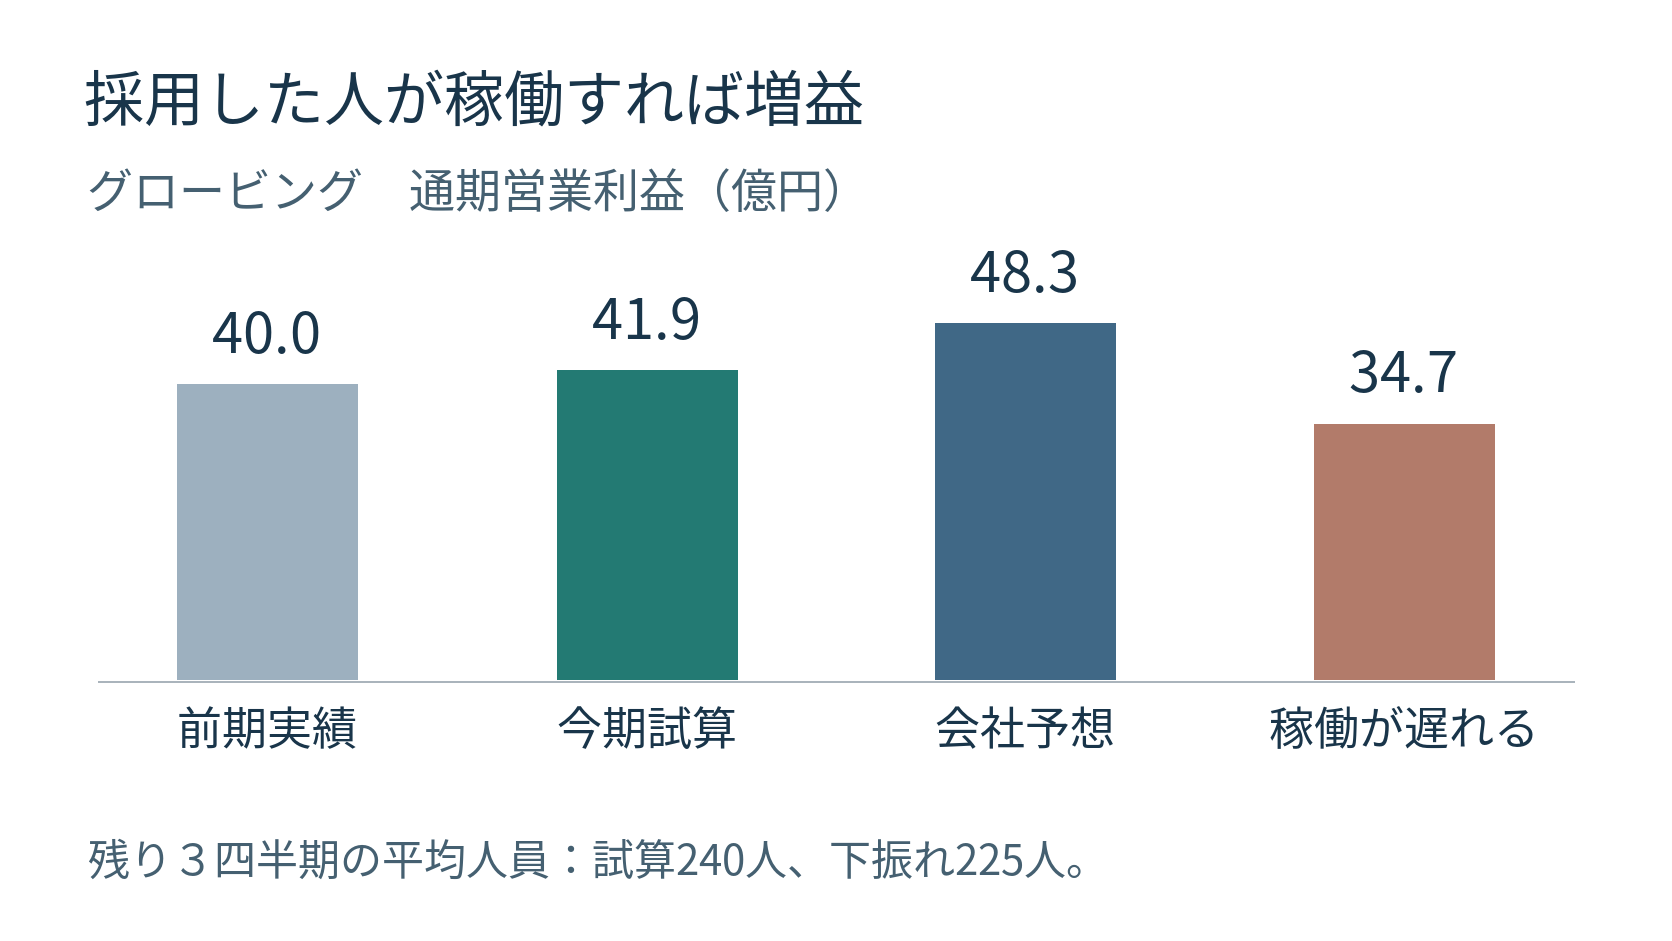 採用した人が稼働すれば増益
グロービング　通期営業利益（億円）
40.0
41.9
48.3
34.7
前期実績
今期試算
会社予想
稼働が遅れる
残り３四半期の平均人員：試算240人、下振れ225人。